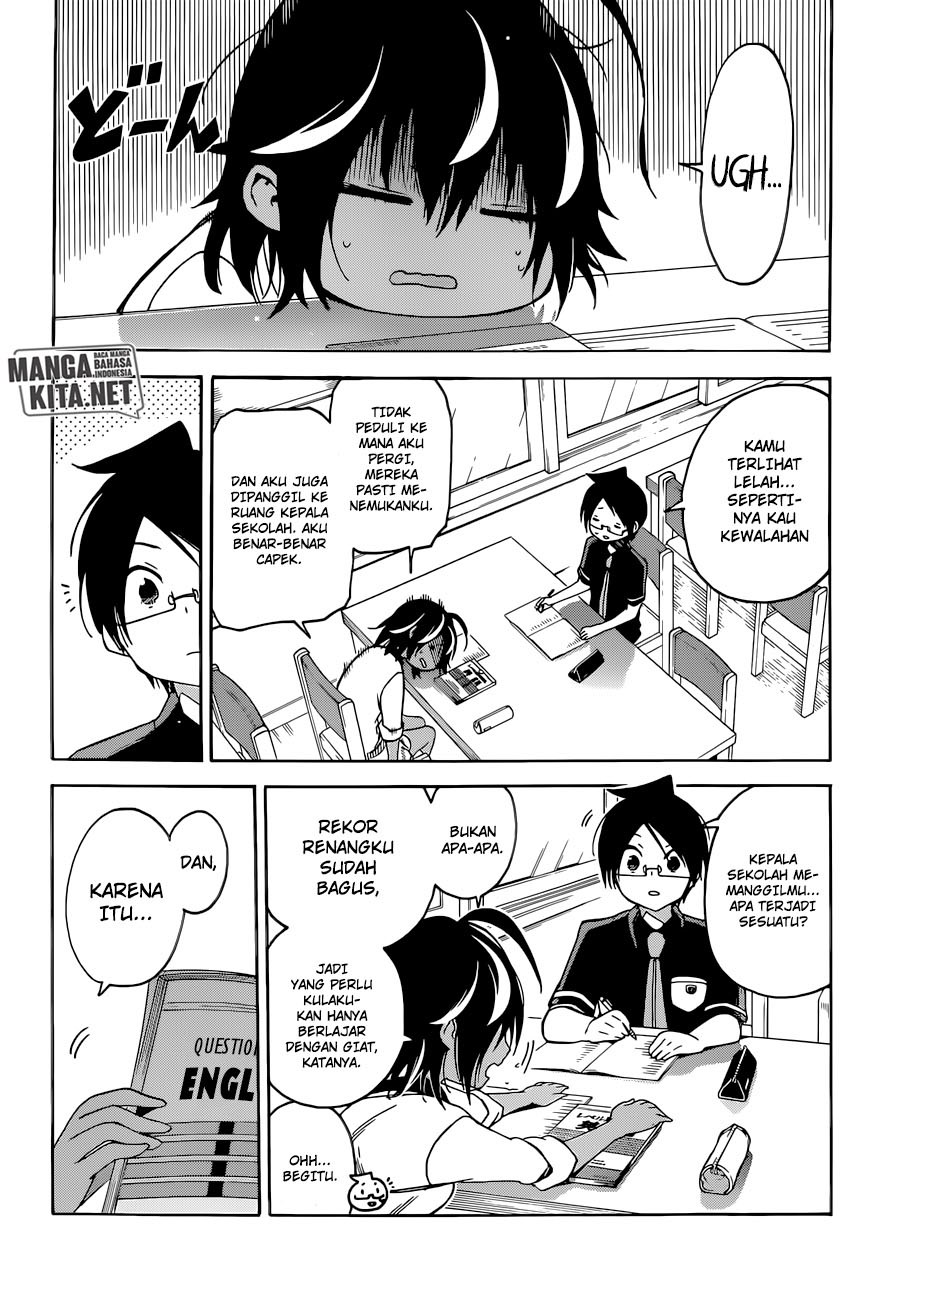 どーん
UGH...
MANGA
KITA.NET
BACA MANGA
BAHASA
INDONESIA
KAMU
TERLIHAT
LELAH...
SEPERTI-
NYA KAU
KEWALAHAN
TIDAK
PEDULI KE
MANA AKU
PERGI,
MEREKA
PASTI ME-
NEMUKANKU.
DAN AKU JUGA
DIPANGGIL KE
RUANG KEPALA
SEKOLAH. AKU
BENAR-BENAR
CAPEK.
KEPALA
SEKOLAH ME-
MANGGILMU...
APA TERJADI
SESUATU?
BUKAN
APA-APA.
REKOR
RENANGKU
SUDAH
BAGUS,
JADI
YANG PERLU
KULAKU-
KAN HANYA
BERLAJAR
DENGAN GIAT,
KATANYA.
OHH...
BEGITU.
DAN,
KARENA
ITU...
QUESTIO
ENGL